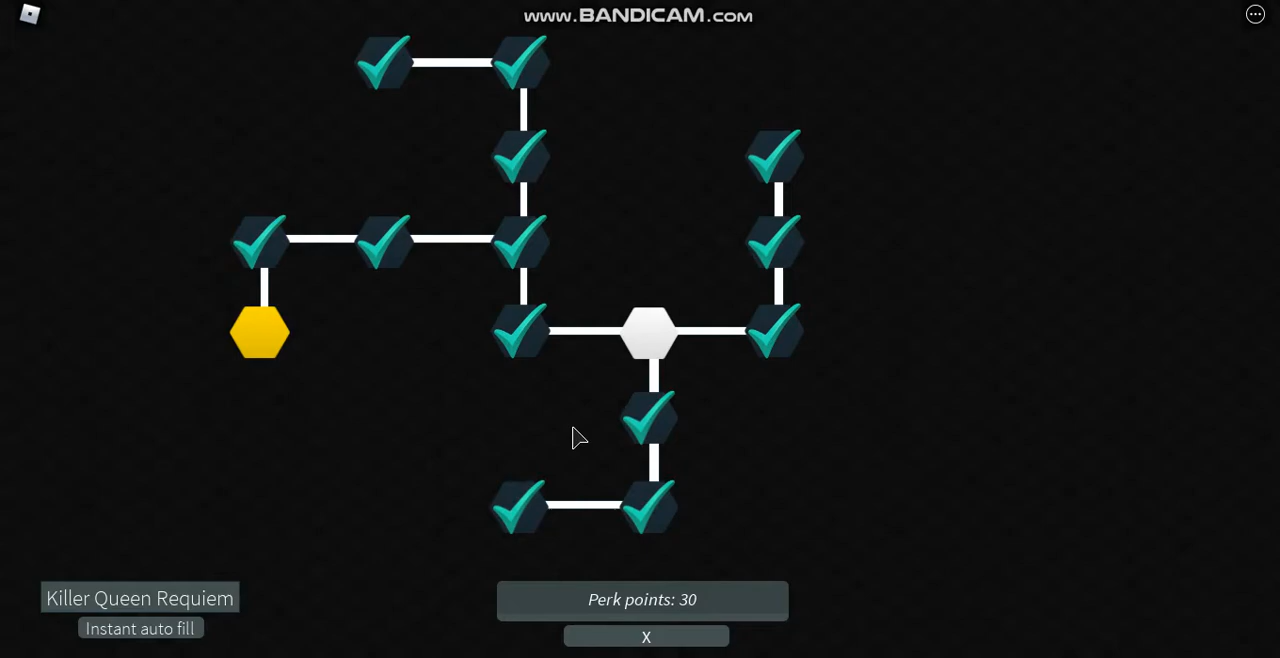 www.BANDICAM.com
Killer Queen Requiem
Instant auto fill
Perk points: 30
X